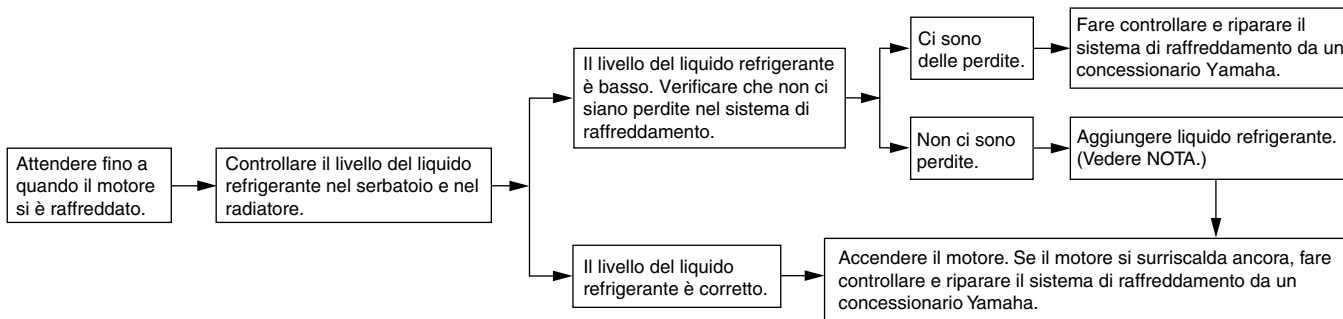 Attendere fino a
quando il motore
si è raffreddato.
Controllare il livello del liquido
refrigerante nel serbatoio e nel
radiatore.
Il livello del liquido refrigerante
è basso. Verificare che non ci
siano perdite nel sistema di
raffreddamento.
Ci sono
delle perdite.
Fare controllare e riparare il
sistema di raffreddamento da un
concessionario Yamaha.
Non ci sono
perdite.
Aggiungere liquido refrigerante.
(Vedere NOTA.)
Il livello del liquido
refrigerante è corretto.
Accendere il motore. Se il motore si surriscalda ancora, fare
controllare e riparare il sistema di raffreddamento da un
concessionario Yamaha.